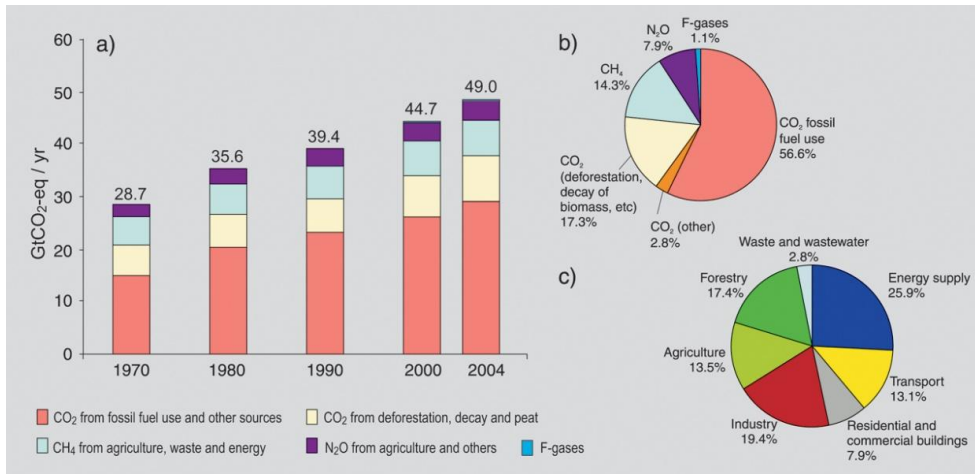 a)
GtCO₂-eq / yr
60
50
40
30
20
10
0
28.7
35.6
39.4
44.7
49.0
1970
1980
1990
2000
2004
CO₂ from fossil fuel use and other sources
CO₂ from deforestation, decay and peat
CH₄ from agriculture, waste and energy
N₂O from agriculture and others
F-gases
b)
F-gases
1.1%
N₂O
7.9%
CH₄
14.3%
CO₂ fossil
fuel use
56.6%
CO₂
(deforestation,
decay of
biomass, etc)
17.3%
CO₂ (other)
2.8%
c)
Waste and wastewater
2.8%
Forestry
17.4%
Energy supply
25.9%
Agriculture
13.5%
Transport
13.1%
Industry
19.4%
Residential and
commercial buildings
7.9%